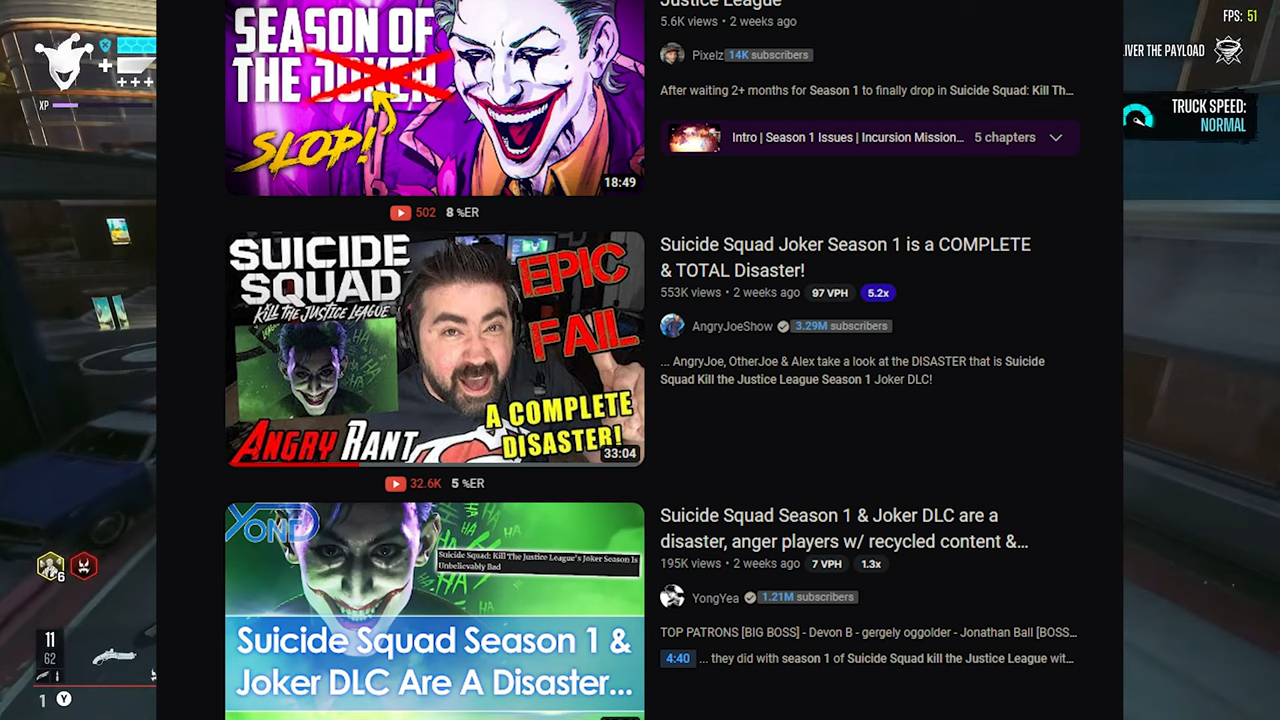 FPS: 51
LIVER THE PAYLOAD
TRUCK SPEED:
NORMAL
XP
SEASON OF
THE JOKER
SLOP!
18:49
Justice League
5.6K views • 2 weeks ago
Pixelz 14K subscribers
After waiting 2+ months for Season 1 to finally drop in Suicide Squad: Kill Th...
Intro | Season 1 Issues | Incursion Mission... 5 chapters
502 8 %ER
SUICIDE
SQUAD
KILL THE JUSTICE LEAGUE
EPIC
FAIL
ANGRY RANT
A COMPLETE
DISASTER!
33:04
Suicide Squad Joker Season 1 is a COMPLETE
& TOTAL Disaster!
553K views • 2 weeks ago 97 VPH 5.2x
AngryJoeShow 3.29M subscribers
... AngryJoe, OtherJoe & Alex take a look at the DISASTER that is Suicide
Squad Kill the Justice League Season 1 Joker DLC!
32.6K 5 %ER
YOND
HA HA
Suicide Squad: Kill The Justice League's Joker Season Is
Unbelievably Bad
Suicide Squad Season 1 &
Joker DLC Are A Disaster...
Suicide Squad Season 1 & Joker DLC are a
disaster, anger players w/ recycled content &...
195K views • 2 weeks ago 7 VPH 1.3x
YongYea 1.21M subscribers
TOP PATRONS [BIG BOSS] - Devon B - gergely oggolder - Jonathan Ball [BOSS...
4:40 ... they did with season 1 of Suicide Squad kill the Justice League wit...
6
11
62
1 Y